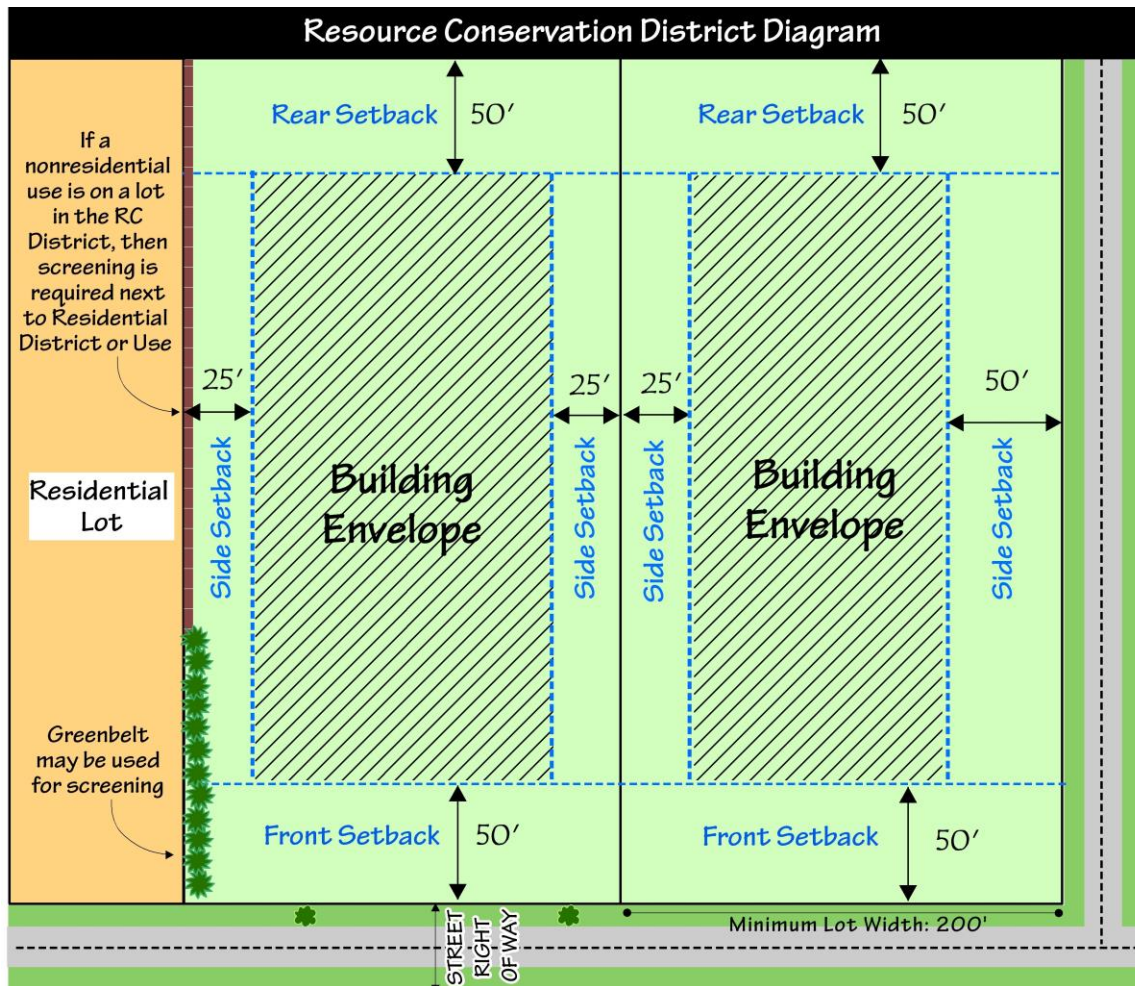 Resource Conservation District Diagram
If a
nonresidential
use is on a lot
in the RC
District, then
screening is
required next
to Residential
District or Use
Residential
Lot
Greenbelt
may be used
for screening
Rear Setback
50'
25'
Side Setback
Building
Envelope
25'
Side Setback
Front Setback
50'
Rear Setback
50'
25'
Side Setback
Building
Envelope
50'
Side Setback
Front Setback
50'
STREET
RIGHT
OF WAY
Minimum Lot Width: 200'